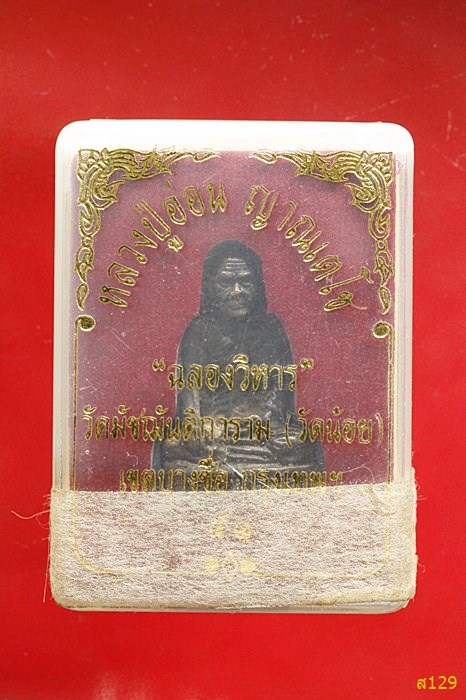 หลวงปู่อ่อน ญาณเตโช
“ฉลองวิหาร”
วัดมัชฌันติการาม (วัดน้อย)
เขตบางซื่อ กรุงเทพฯ
ส129